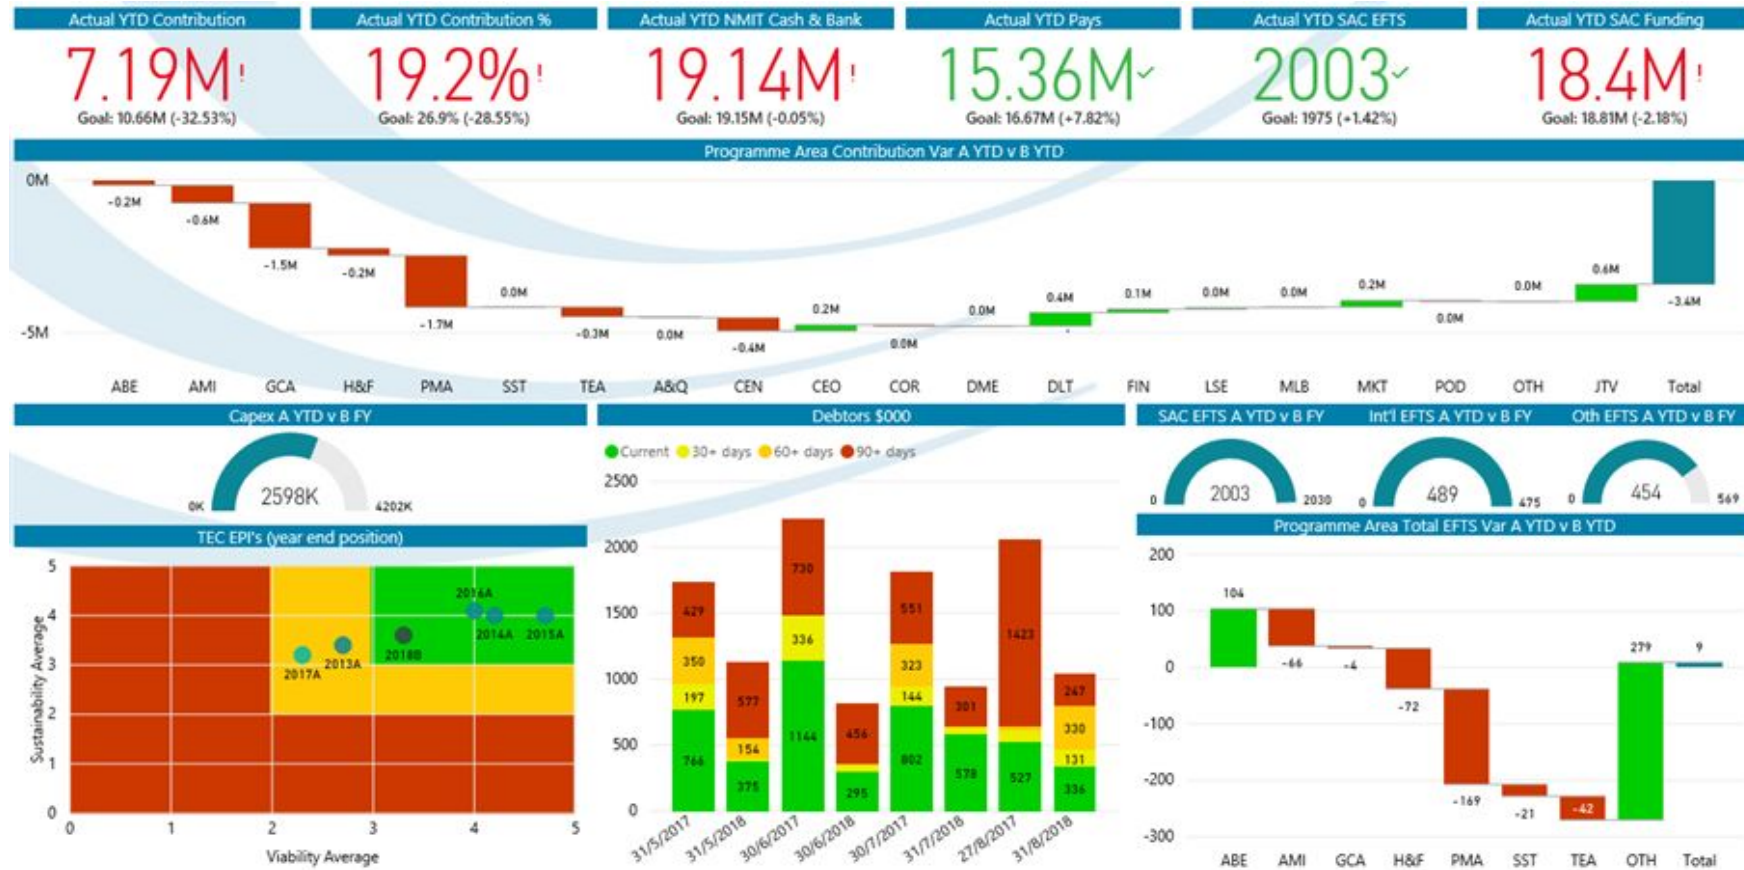 Actual YTD Contribution
7.19M!
Goal: 10.66M (-32.53%)
Actual YTD Contribution %
19.2%!
Goal: 26.9% (-28.55%)
Actual YTD NMIT Cash & Bank
19.14M!
Goal: 19.15M (-0.05%)
Actual YTD Pays
15.36M✓
Goal: 16.67M (+7.82%)
Actual YTD SAC EFTS
2003✓
Goal: 1975 (+1.42%)
Actual YTD SAC Funding
18.4M!
Goal: 18.81M (-2.18%)
Programme Area Contribution Var A YTD v B YTD
0M
-5M
-0.2M
-0.6M
-1.5M
-0.2M
-1.7M
0.0M
-0.3M
0.0M
-0.4M
0.2M
0.0M
0.0M
0.4M
0.1M
0.0M
0.0M
0.2M
0.0M
0.0M
0.6M
-3.4M
ABE AMI GCA H&F PMA SST TEA A&Q CEN CEO COR DME DLT FIN LSE MLB MKT POD OTH JTV Total
Capex A YTD v B FY
2598K
0K
4202K
TEC EPI's (year end position)
Sustainability Average
5
4
3
2
1
0
2016A
2014A
2015A
2018B
2013A
2017A
0 1 2 3 4 5
Viability Average
Debtors $000
Current 30+ days 60+ days 90+ days
2500
2000
1500
1000
500
0
429
350
197
766
577
154
375
730
336
1144
456
295
551
323
144
802
301
578
1423
527
247
330
131
336
31/5/2017 31/5/2018 30/6/2017 30/6/2018 30/7/2017 31/7/2018 27/8/2017 31/8/2018
SAC EFTS A YTD v B FY
2003
0
2030
Int'l EFTS A YTD v B FY
489
0
475
Oth EFTS A YTD v B FY
454
0
569
Programme Area Total EFTS Var A YTD v B YTD
200
100
0
-100
-200
-300
104
-66
-4
-72
-169
-21
-42
279
9
ABE AMI GCA H&F PMA SST TEA OTH Total